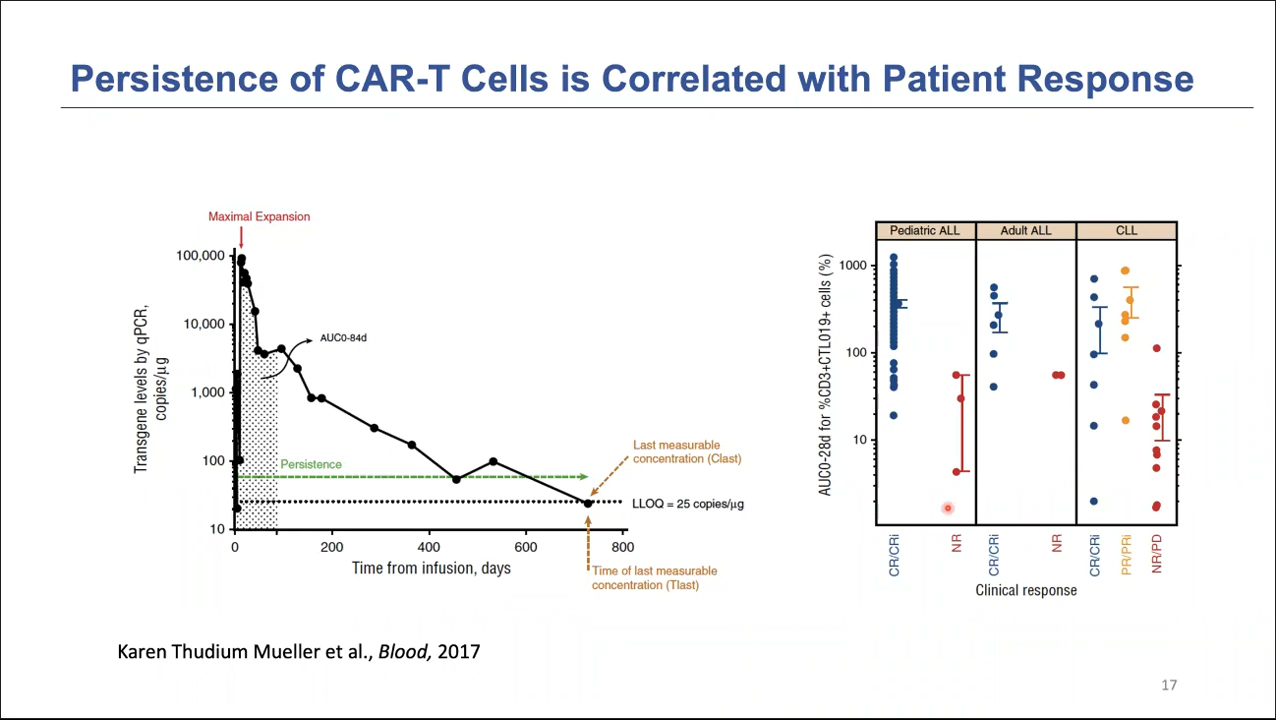 Persistence of CAR-T Cells is Correlated with Patient Response
Maximal Expansion
Transgene levels by qPCR,
copies/μg
100,000
10,000
1,000
100
10
AUC0-84d
Persistence
Last measurable
concentration (Clast)
LLOQ = 25 copies/μg
0
200
400
600
800
Time from infusion, days
Time of last measurable
concentration (Tlast)
Pediatric ALL
Adult ALL
CLL
AUC0-28d for %CD3+CTL019+ cells (%)
1000
100
10
CR/CRi
NR
CR/CRi
NR
CR/CRi
PR/PRi
NR/PD
Clinical response
Karen Thudium Mueller et al., Blood, 2017
17